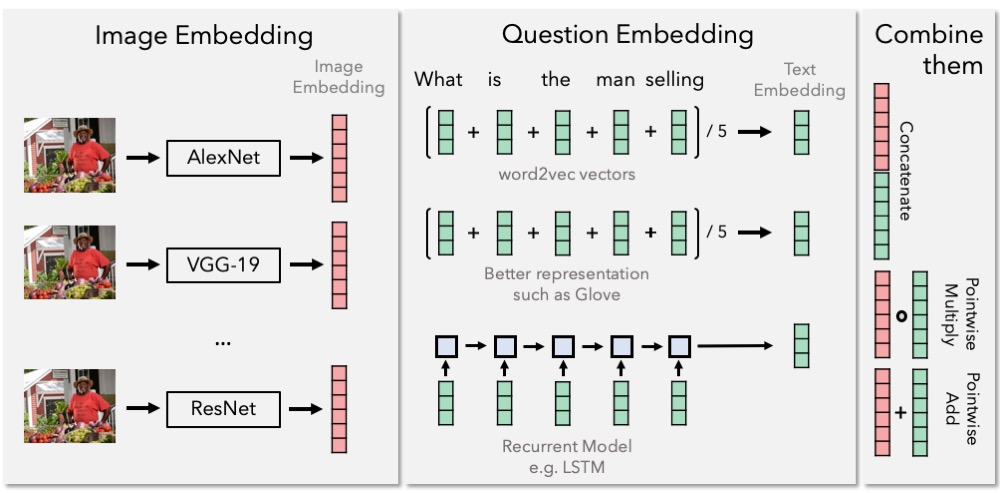 Image Embedding
Image
Embedding
AlexNet
VGG-19
...
ResNet
Question Embedding
What is the man selling
Text
Embedding
+ + + + / 5
word2vec vectors
+ + + + / 5
Better representation
such as Glove
Recurrent Model
e.g. LSTM
Combine
them
Concatenate
Pointwise
Multiply
+
Pointwise
Add